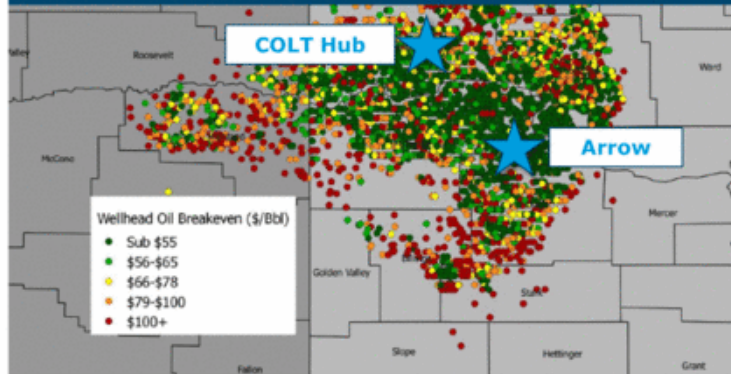 Valley
Roosevelt
COLT Hub
Ward
McCone
Arrow
Mercer
Wellhead Oil Breakeven ($/Bbl)
Sub $55
$56-$65
$66-$78
$79-$100
$100+
Golden Valley
Stark
Fallon
Slope
Hettinger
Grant